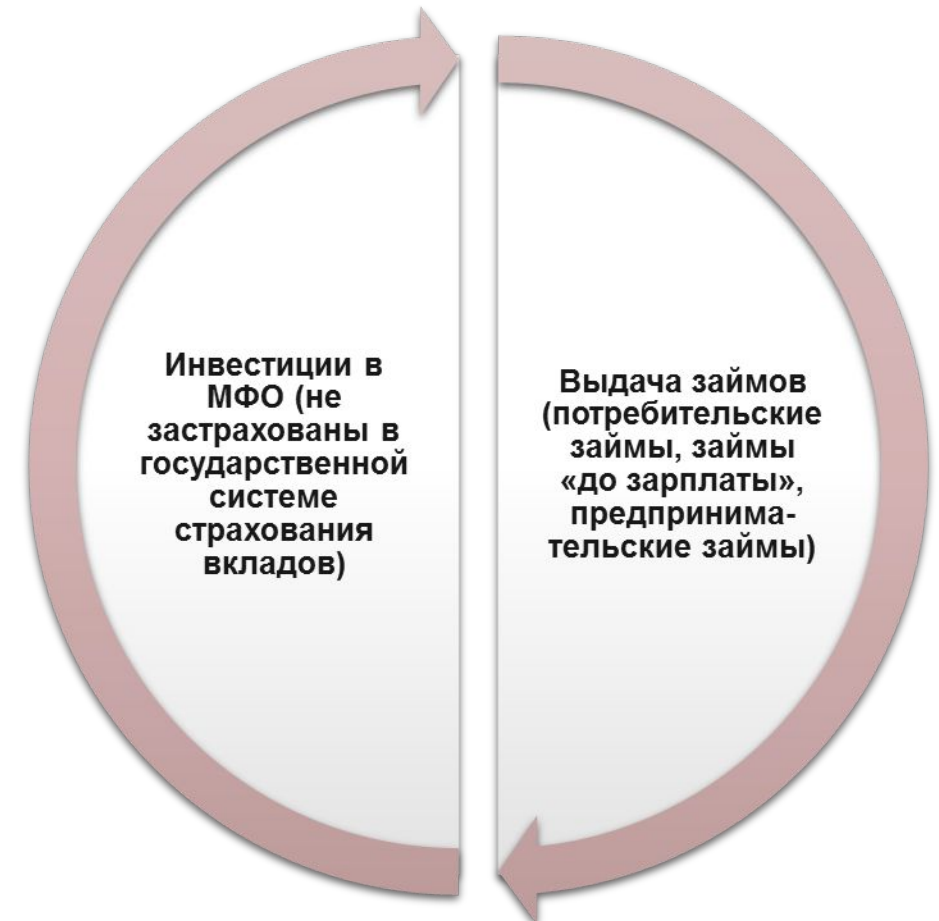 Инвестиции в
МФО (не
застрахованы в
государственной
системе
страхования
вкладов)
Выдача займов
(потребительские
займы, займы
«до зарплаты»,
предпринима-
тельские займы)